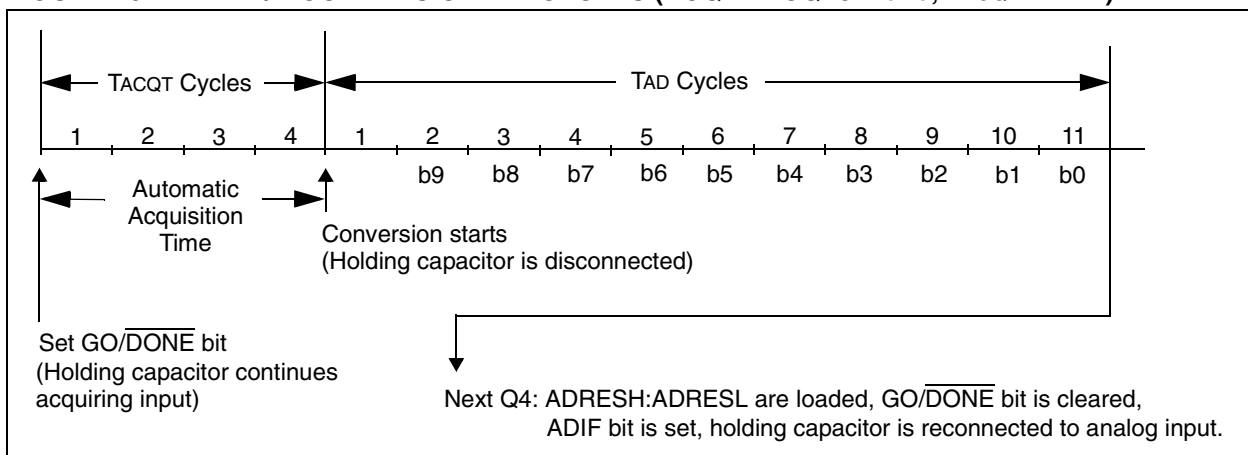 TACQT Cycles
TAD Cycles
1 2 3 4 1 2 3 4 5 6 7 8 9 10 11
b9 b8 b7 b6 b5 b4 b3 b2 b1 b0
Automatic
Acquisition
Time
Conversion starts
(Holding capacitor is disconnected)
Set GO/DONE bit
(Holding capacitor continues
acquiring input)
Next Q4: ADRESH:ADRESL are loaded, GO/DONE bit is cleared,
ADIF bit is set, holding capacitor is reconnected to analog input.